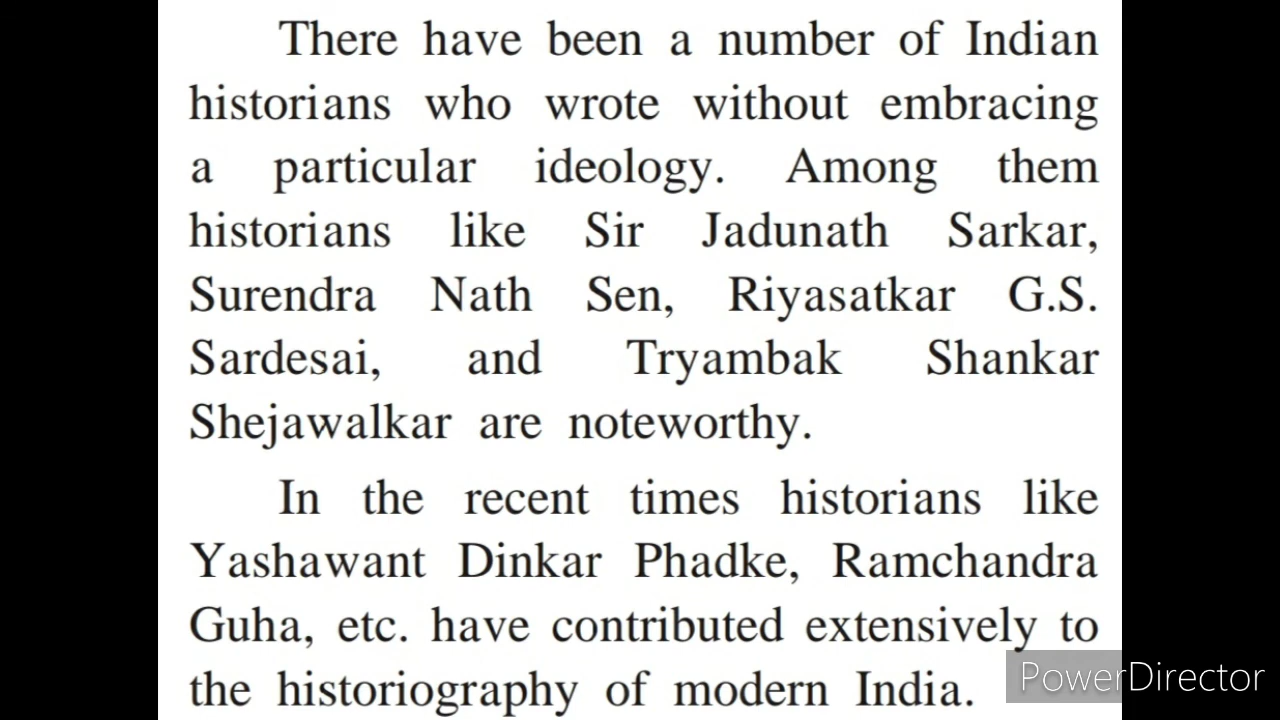 There have been a number of Indian
historians who wrote without embracing
a particular ideology. Among them
historians like Sir Jadunath Sarkar,
Surendra Nath Sen, Riyasatkar G.S.
Sardesai, and Tryambak Shankar
Shejawalkar are noteworthy.
In the recent times historians like
Yashawant Dinkar Phadke, Ramchandra
Guha, etc. have contributed extensively to
the historiography of modern India.
PowerDirector